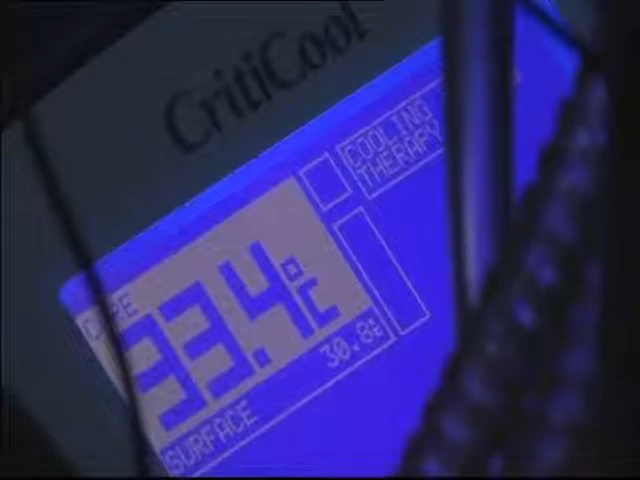 CritiCool
COOLING
THERAPY
CORE
33.4°C
30.8°C
SURFACE